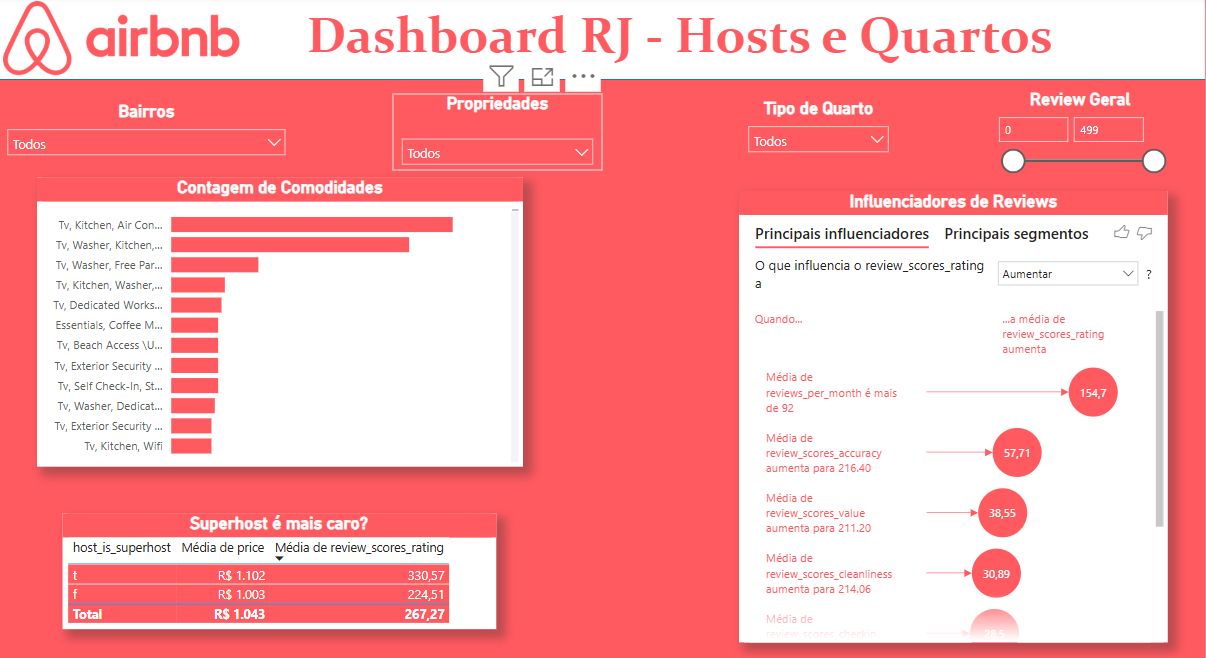 airbnb
Dashboard RJ - Hosts e Quartos
Bairros
Todos
Propriedades
Todos
Tipo de Quarto
Todos
Review Geral
0
499
Contagem de Comodidades
Tv, Kitchen, Air Con...
Tv, Washer, Kitchen,...
Tv, Washer, Free Par...
Tv, Kitchen, Washer,...
Tv, Dedicated Works...
Essentials, Coffee M...
Tv, Beach Access \U...
Tv, Exterior Security ...
Tv, Self Check-In, St...
Tv, Washer, Dedicat...
Tv, Exterior Security ...
Tv, Kitchen, Wifi
Superhost é mais caro?
host_is_superhost Média de price Média de review_scores_rating
t R$ 1.102 330,57
f R$ 1.003 224,51
Total R$ 1.043 267,27
Influenciadores de Reviews
Principais influenciadores Principais segmentos
O que influencia o review_scores_rating
a
Aumentar
?
Quando...
...a média de
review_scores_rating
aumenta
Média de
reviews_per_month é mais
de 92
154,7
Média de
review_scores_accuracy
aumenta para 216.40
57,71
Média de
review_scores_value
aumenta para 211.20
38,55
Média de
review_scores_cleanliness
aumenta para 214.06
30,89
Média de
review_scores_checkin
28,5